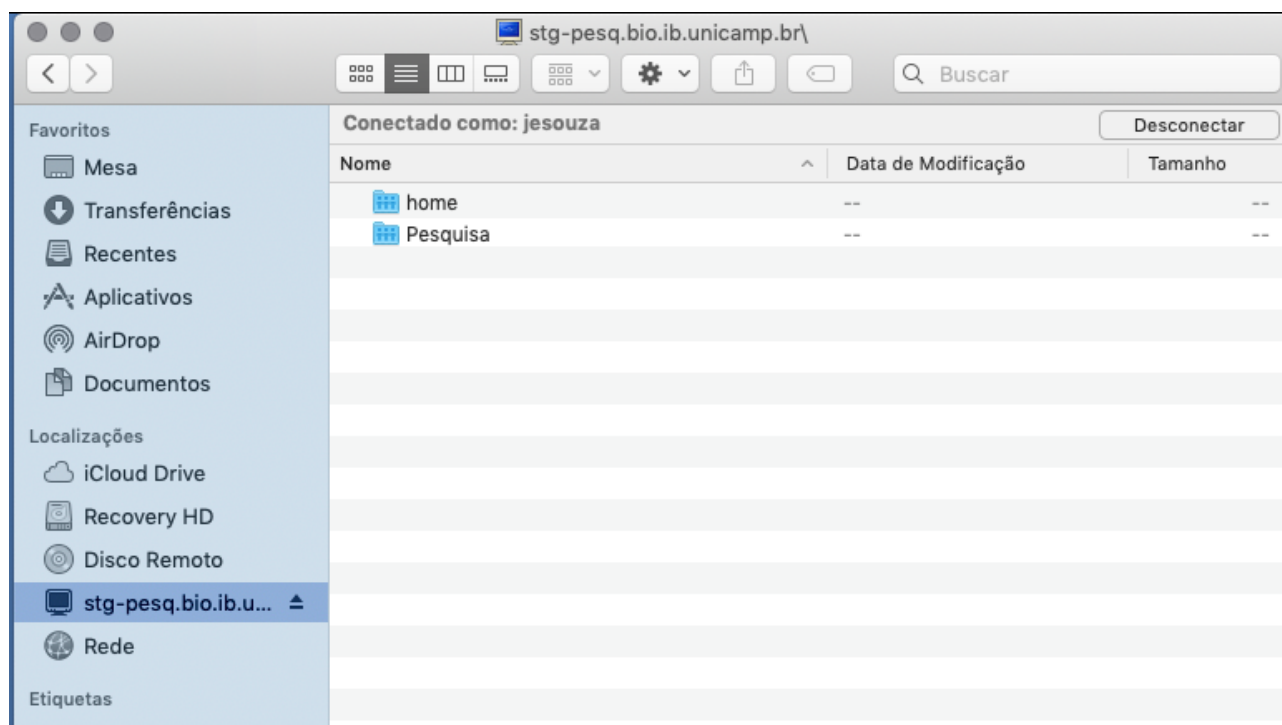 stg-pesq.bio.ib.unicamp.br\
Buscar
Favoritos
Mesa
Transferências
Recentes
Aplicativos
AirDrop
Documentos
Localizações
iCloud Drive
Recovery HD
Disco Remoto
stg-pesq.bio.ib.u...
Rede
Etiquetas
Conectado como: jesouza
Desconectar
Nome Data de Modificação Tamanho
home -- --
Pesquisa -- --